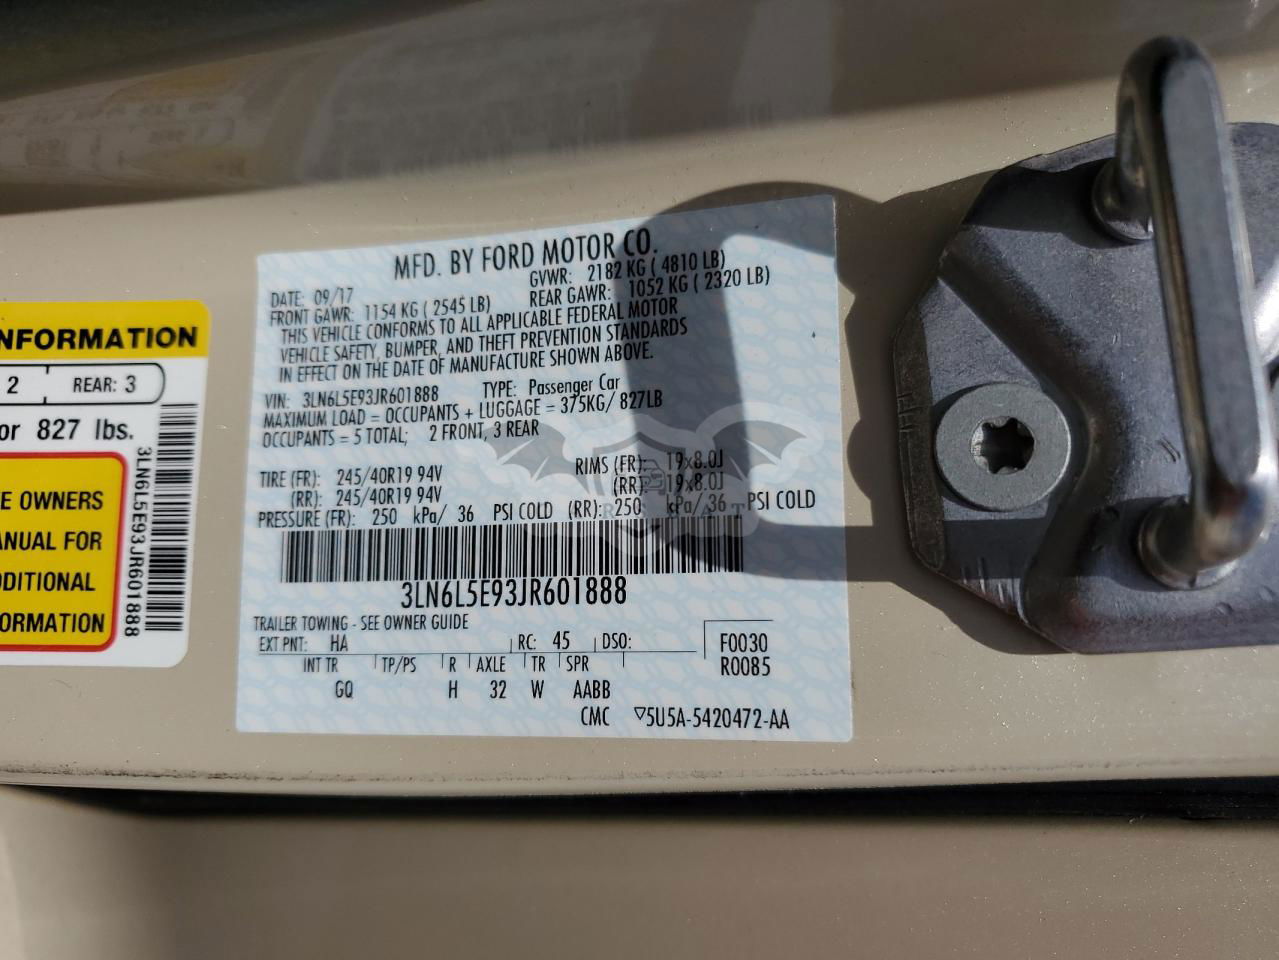 NFORMATION
2 REAR: 3
or 827 lbs.
E OWNERS
ANUAL FOR
DDITIONAL
FORMATION
3LN6L5E93JR601888
MFD. BY FORD MOTOR CO.
DATE: 09/17 GVWR: 2182 KG ( 4810 LB)
FRONT GAWR: 1154 KG ( 2545 LB) REAR GAWR: 1052 KG ( 2320 LB)
THIS VEHICLE CONFORMS TO ALL APPLICABLE FEDERAL MOTOR
VEHICLE SAFETY, BUMPER, AND THEFT PREVENTION STANDARDS
IN EFFECT ON THE DATE OF MANUFACTURE SHOWN ABOVE.
VIN: 3LN6L5E93JR601888 TYPE: Passenger Car
MAXIMUM LOAD = OCCUPANTS + LUGGAGE = 375KG/ 827LB
OCCUPANTS = 5 TOTAL; 2 FRONT, 3 REAR
TIRE (FR): 245/40R19 94V RIMS (FR): 19x8.0J
(RR): 245/40R19 94V (RR): 19x8.0J
PRESSURE (FR): 250 kPa/ 36 PSI COLD (RR): 250 kPa/ 36 PSI COLD
3LN6L5E93JR601888
TRAILER TOWING - SEE OWNER GUIDE
EXT PNT: HA RC: 45 DSO: F0030
INT TR TP/PS R AXLE TR SPR R0085
GQ H 32 W AABB
CMC ▽5U5A-5420472-AA